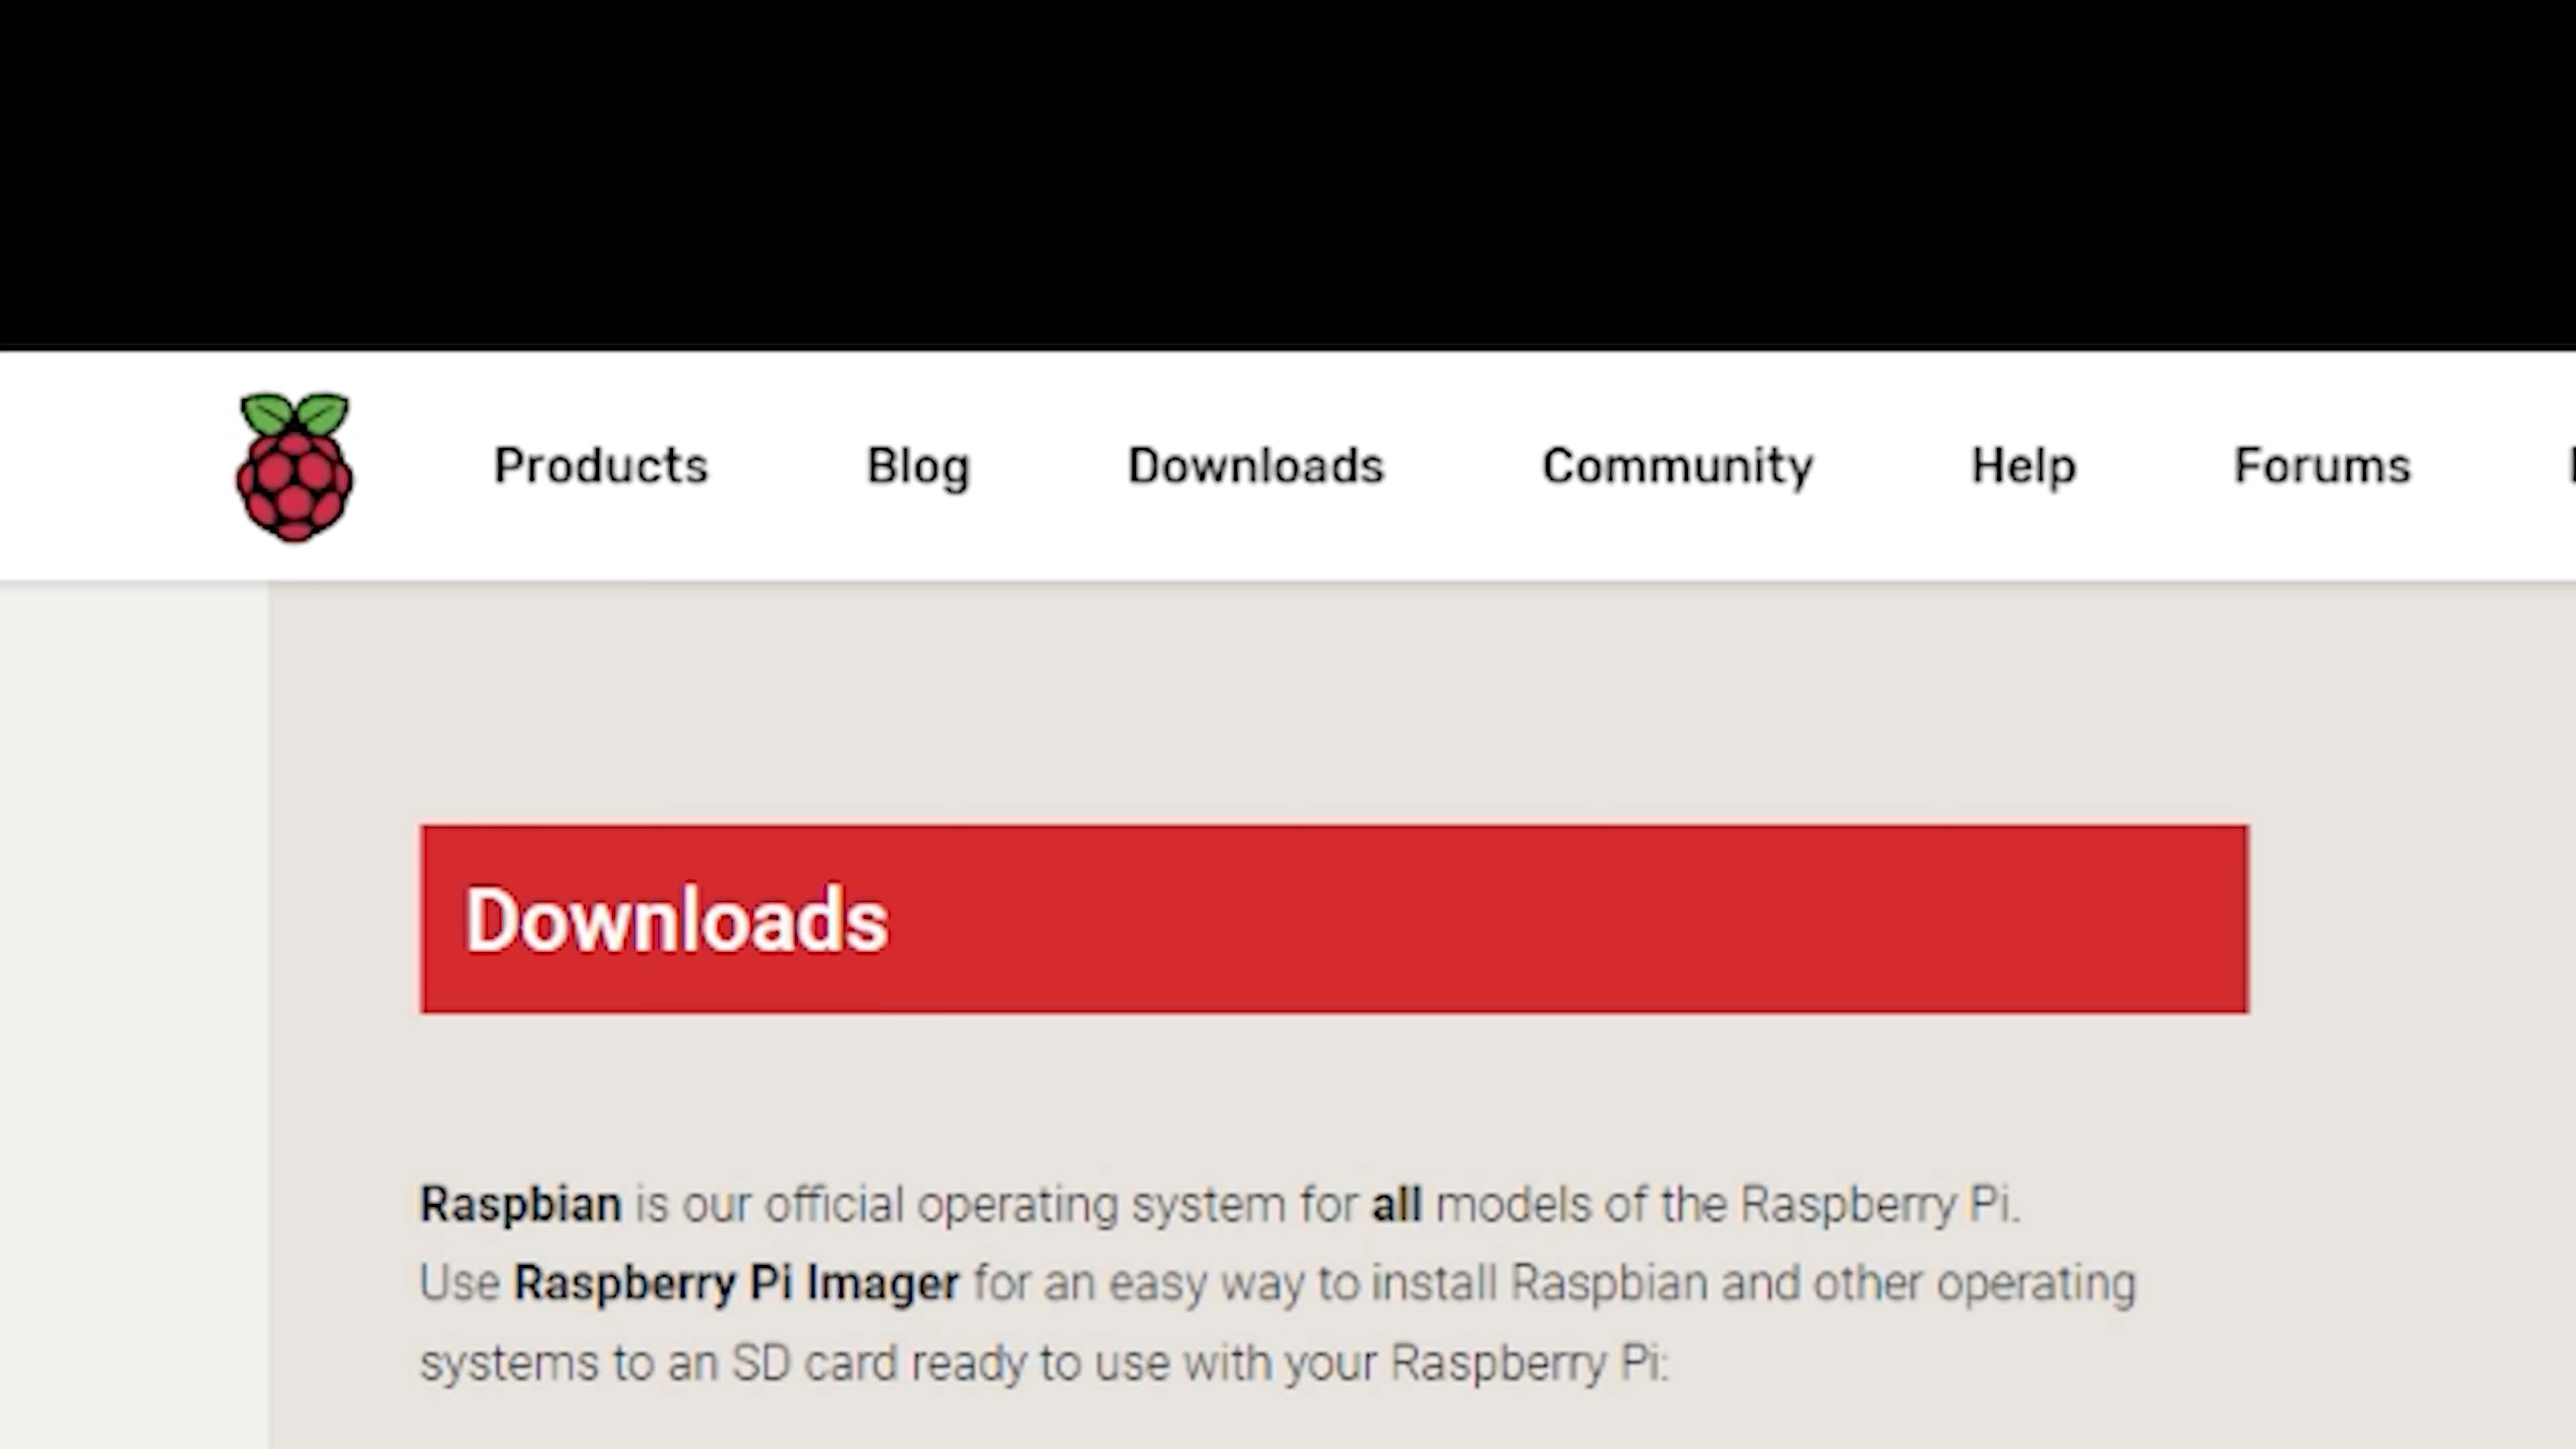 Products Blog Downloads Community Help Forums
Downloads
Raspbian is our official operating system for all models of the Raspberry Pi.
Use Raspberry Pi Imager for an easy way to install Raspbian and other operating
systems to an SD card ready to use with your Raspberry Pi: